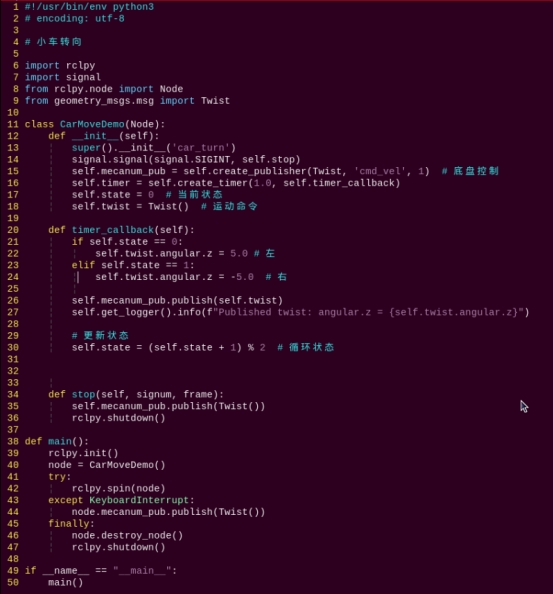 1 #!/usr/bin/env python3
2 # encoding: utf-8
3
4 # 小车转向
5
6 import rclpy
7 import signal
8 from rclpy.node import Node
9 from geometry_msgs.msg import Twist
10
11 class CarMoveDemo(Node):
12     def __init__(self):
13         super().__init__('car_turn')
14         signal.signal(signal.SIGINT, self.stop)
15         self.mecanum_pub = self.create_publisher(Twist, 'cmd_vel', 1)  # 底盘控制
16         self.timer = self.create_timer(1.0, self.timer_callback)
17         self.state = 0  # 当前状态
18         self.twist = Twist()  # 运动命令
19
20     def timer_callback(self):
21         if self.state == 0:
22             self.twist.angular.z = 5.0 # 左
23         elif self.state == 1:
24             self.twist.angular.z = -5.0  # 右
25
26         self.mecanum_pub.publish(self.twist)
27         self.get_logger().info(f"Published twist: angular.z = {self.twist.angular.z}")
28
29         # 更新状态
30         self.state = (self.state + 1) % 2  # 循环状态
31
32
33
34     def stop(self, signum, frame):
35         self.mecanum_pub.publish(Twist())
36         rclpy.shutdown()
37
38 def main():
39     rclpy.init()
40     node = CarMoveDemo()
41     try:
42         rclpy.spin(node)
43     except KeyboardInterrupt:
44         node.mecanum_pub.publish(Twist())
45     finally:
46         node.destroy_node()
47         rclpy.shutdown()
48
49 if __name__ == "__main__":
50     main()